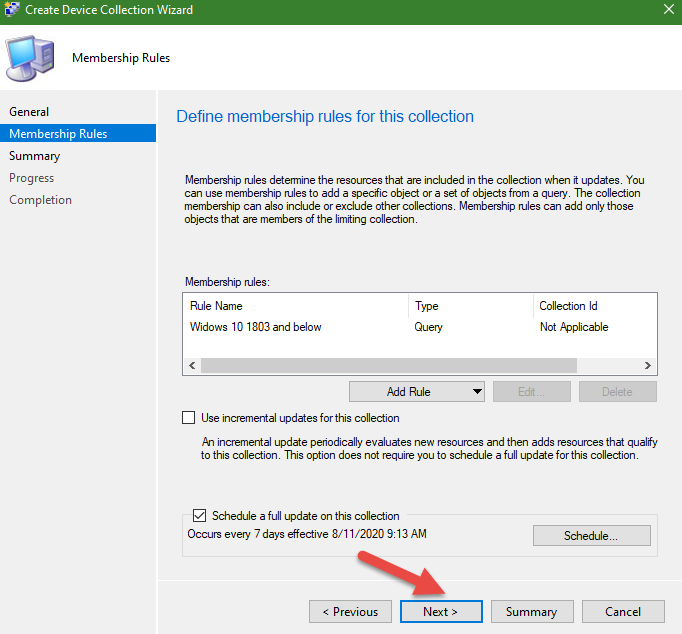 Create Device Collection Wizard
Membership Rules
General
Membership Rules
Summary
Progress
Completion
Define membership rules for this collection
Membership rules determine the resources that are included in the collection when it updates. You
can use membership rules to add a specific object or a set of objects from a query. The collection
membership can also include or exclude other collections. Membership rules can add only those
objects that are members of the limiting collection.
Membership rules:
Rule Name Type Collection Id
Widows 10 1803 and below Query Not Applicable
Add Rule Edit... Delete
Use incremental updates for this collection
An incremental update periodically evaluates new resources and then adds resources that qualify
to this collection. This option does not require you to schedule a full update for this collection.
Schedule a full update on this collection
Occurs every 7 days effective 8/11/2020 9:13 AM
Schedule...
< Previous Next > Summary Cancel